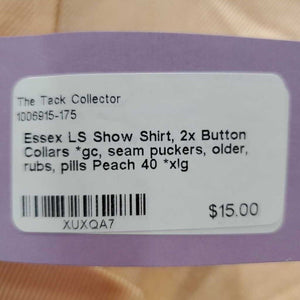 The Tack Collector
1006915-175
Essex LS Show Shirt, 2x Button
Collars *gc, seam puckers, older,
rubs, pills Peach 40 *xlg
$15.00
XUXQA7